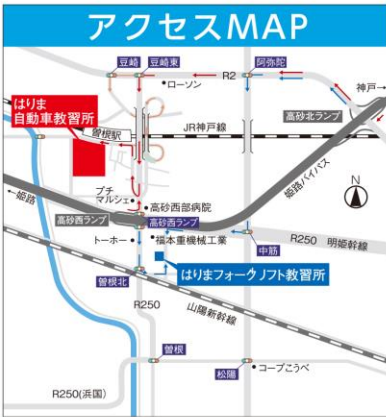 アクセスMAP
豆崎
豆崎東
阿弥陀
R2
ローソン
神戸→
はりま
自動車教習所
高砂北ランプ
曽根駅
JR神戸線
姫路バイパス
N
プチ
マルシェ
←姫路
高砂西部病院
高砂西ランプ
高砂西ランプ
トーホー
福本重機械工業
R250
明姫幹線
中筋
はりまフォークリフト教習所
曽根北
R250
山陽新幹線
曽根
松陽
コープこうべ
R250(浜国)